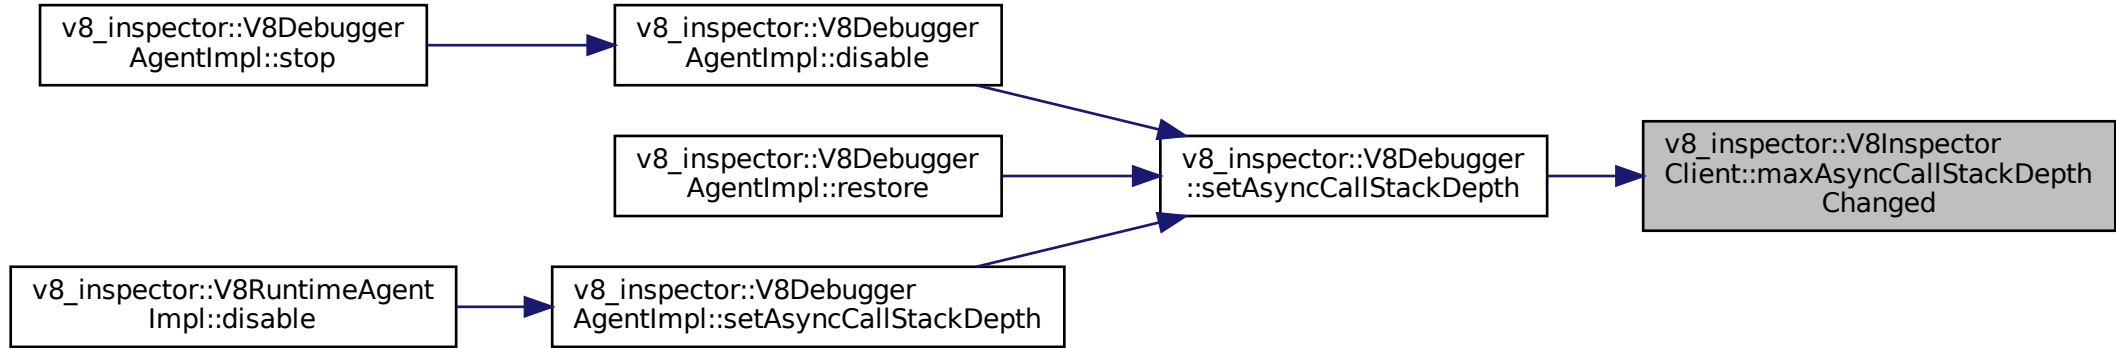 v8_inspector::V8Debugger
AgentImpl::stop
v8_inspector::V8Debugger
AgentImpl::disable
v8_inspector::V8Debugger
AgentImpl::restore
v8_inspector::V8RuntimeAgent
Impl::disable
v8_inspector::V8Debugger
AgentImpl::setAsyncCallStackDepth
v8_inspector::V8Debugger
::setAsyncCallStackDepth
v8_inspector::V8Inspector
Client::maxAsyncCallStackDepth
Changed